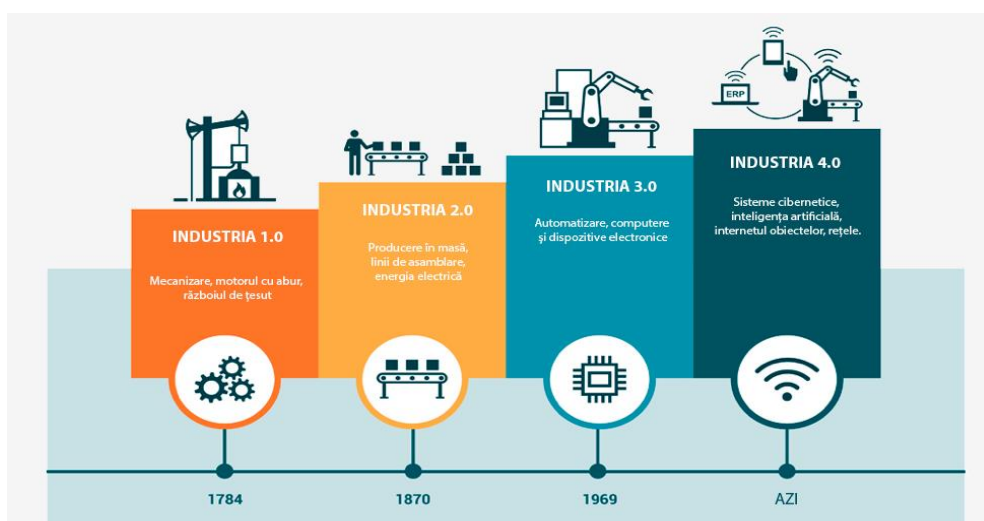 ERP
INDUSTRIA 1.0
Mecanizare, motorul cu abur,
războiul de țesut
INDUSTRIA 2.0
Producere în masă,
linii de asamblare,
energia electrică
INDUSTRIA 3.0
Automatizare, computere
și dispozitive electronice
INDUSTRIA 4.0
Sisteme cibernetice,
inteligența artificială,
internetul obiectelor, rețele.
1784
1870
1969
AZI